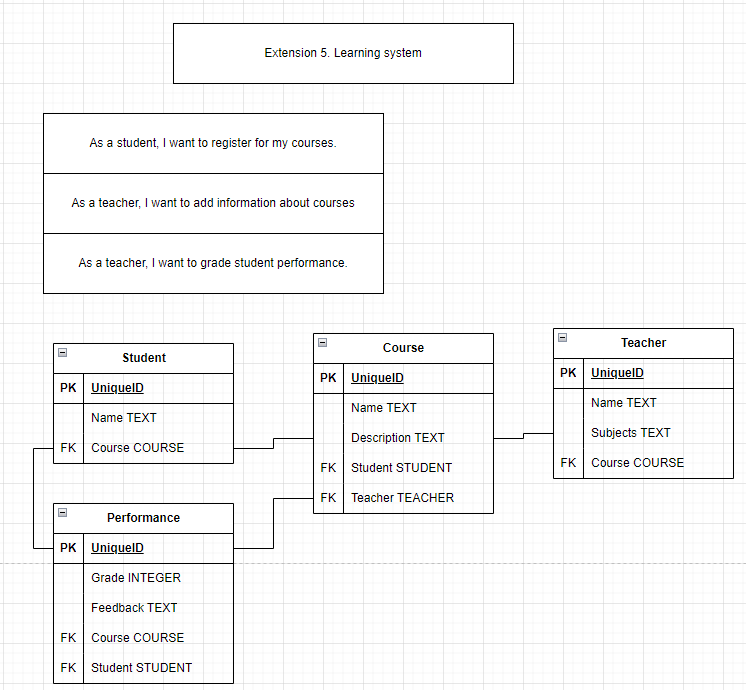 Extension 5. Learning system
As a student, I want to register for my courses.
As a teacher, I want to add information about courses
As a teacher, I want to grade student performance.
Student
PK UniqueID
Name TEXT
FK Course COURSE
Course
PK UniqueID
Name TEXT
Description TEXT
FK Student STUDENT
FK Teacher TEACHER
Teacher
PK UniqueID
Name TEXT
Subjects TEXT
FK Course COURSE
Performance
PK UniqueID
Grade INTEGER
Feedback TEXT
FK Course COURSE
FK Student STUDENT